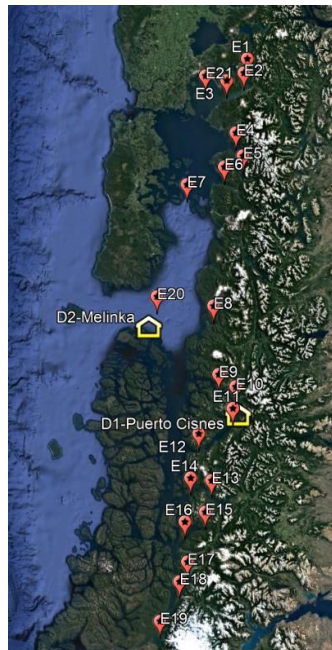 E1
E21
E2
E3
E4
E5
E6
E7
E20
D2-Melinka
E8
E9
E10
E11
D1-Puerto Cisnes
E12
E14
E13
E16
E15
E17
E18
E19